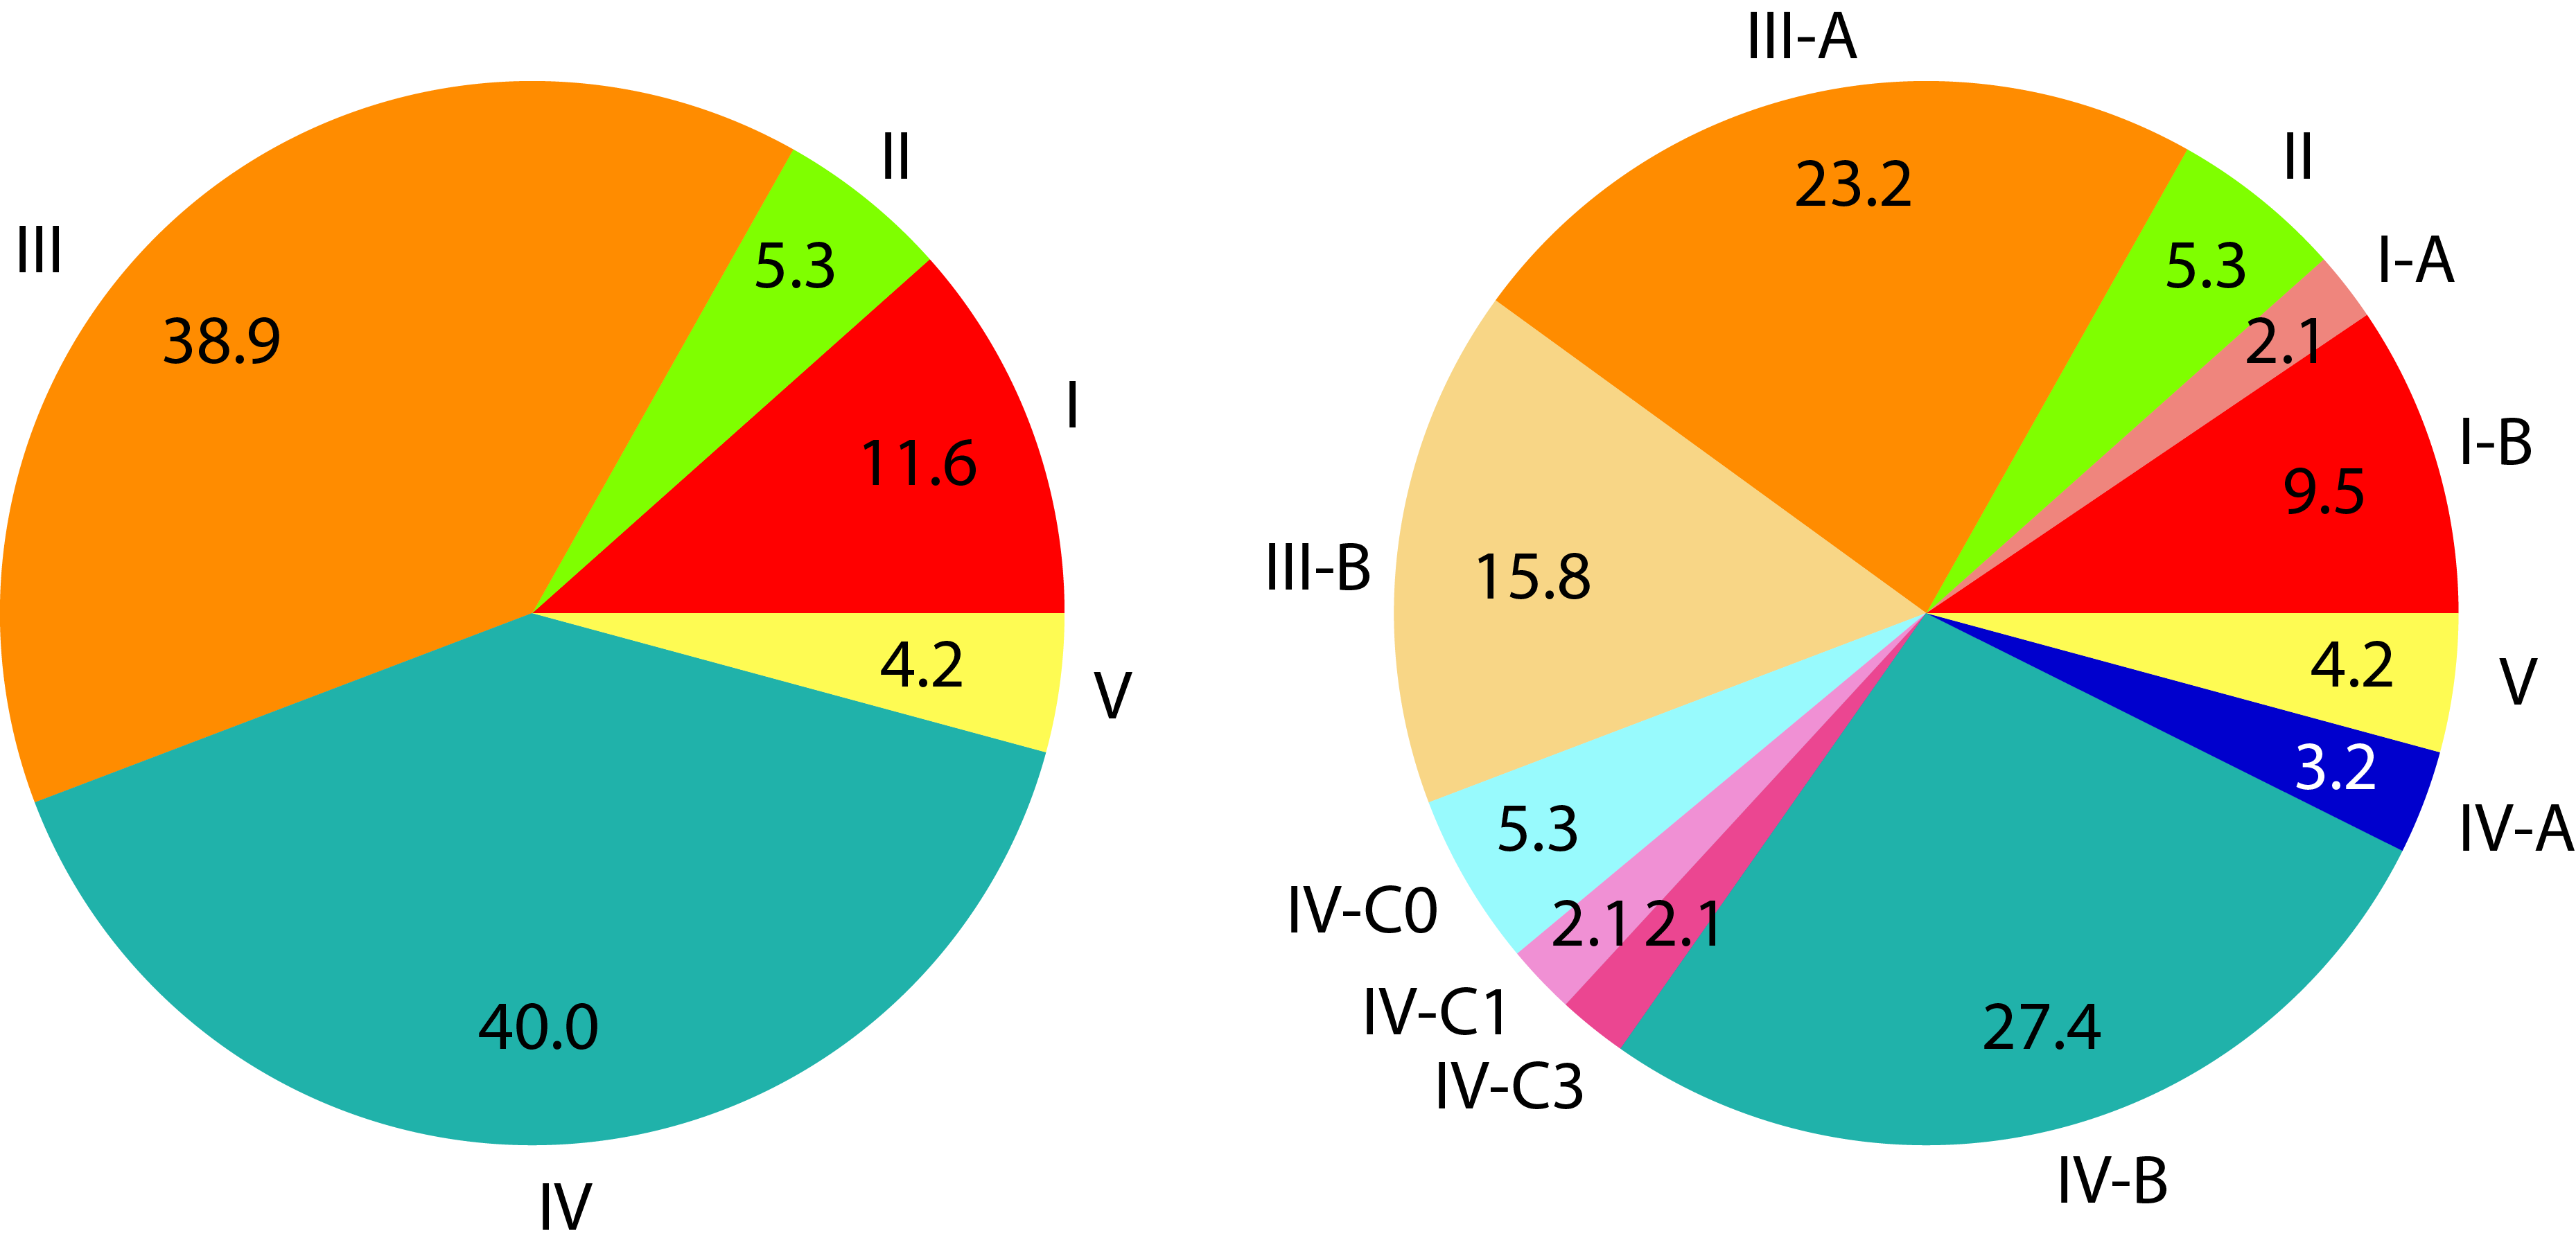 II
III
5.3
38.9
I
11.6
4.2
V
40.0
IV
III-A
II
23.2
I-A
5.3
2.1
I-B
9.5
III-B
15.8
4.2
V
3.2
IV-A
5.3
IV-C0
2.1
2.1
IV-C1
27.4
IV-C3
IV-B